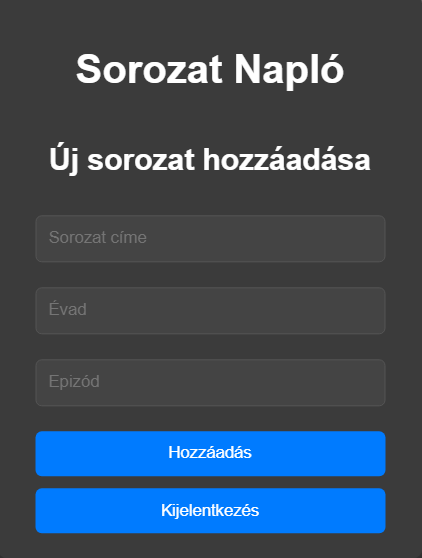 Sorozat Napló
Új sorozat hozzáadása
Sorozat címe
Évad
Epizód
Hozzáadás
Kijelentkezés